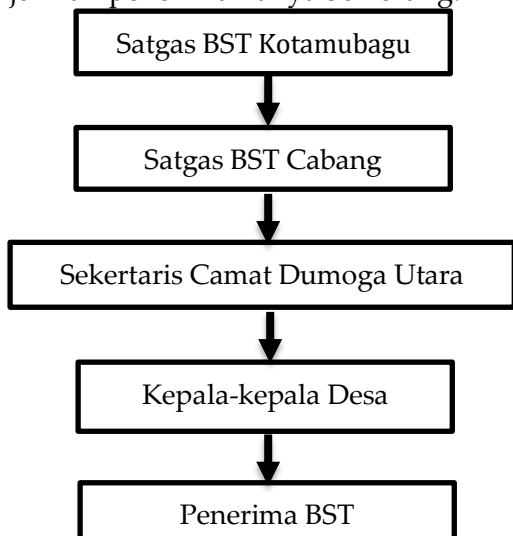 Satgas BST Kotamubagu
Satgas BST Cabang
Sekertaris Camat Dumoga Utara
Kepala-kepala Desa
Penerima BST